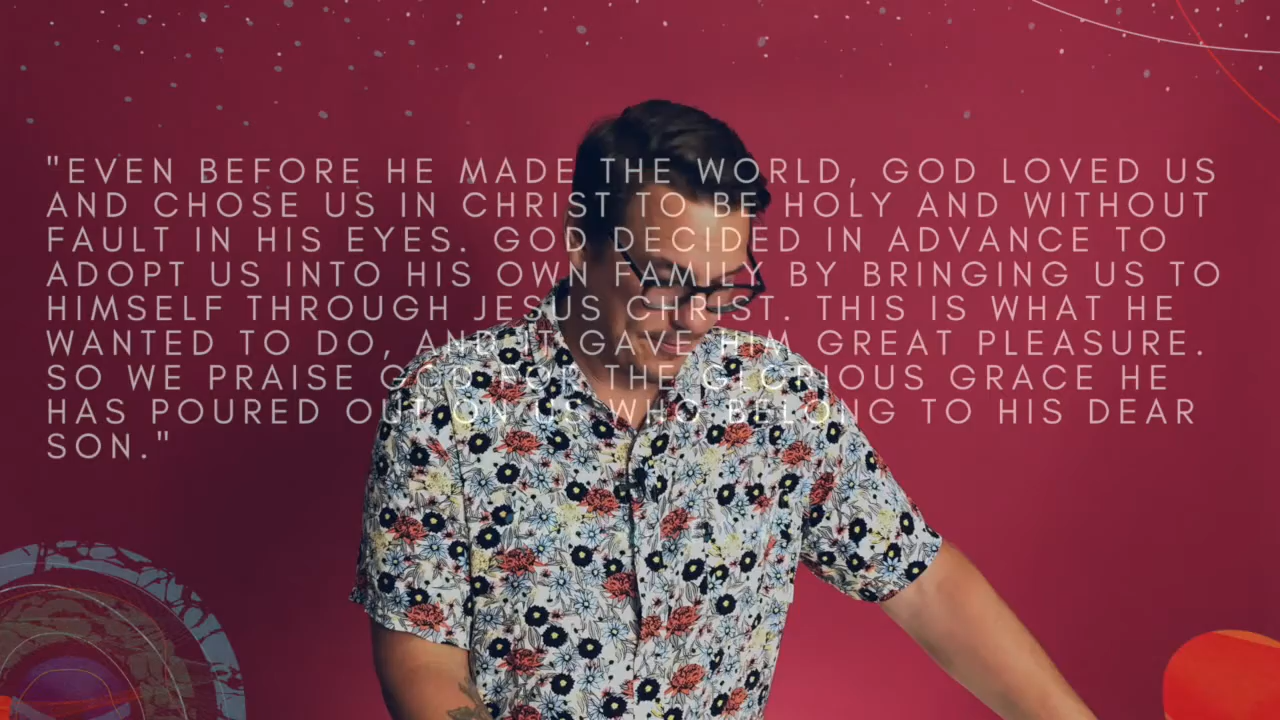 "EVEN BEFORE HE MADE THE WORLD, GOD LOVED US
AND CHOSE US IN CHRIST TO BE HOLY AND WITHOUT
FAULT IN HIS EYES. GOD DECIDED IN ADVANCE TO
ADOPT US INTO HIS OWN FAMILY BY BRINGING US TO
HIMSELF THROUGH JESUS CHRIST. THIS IS WHAT HE
WANTED TO DO, AND IT GAVE HIM GREAT PLEASURE.
SO WE PRAISE GOD FOR THE GLORIOUS GRACE HE
HAS POURED OUT ON US WHO BELONG TO HIS DEAR
SON."